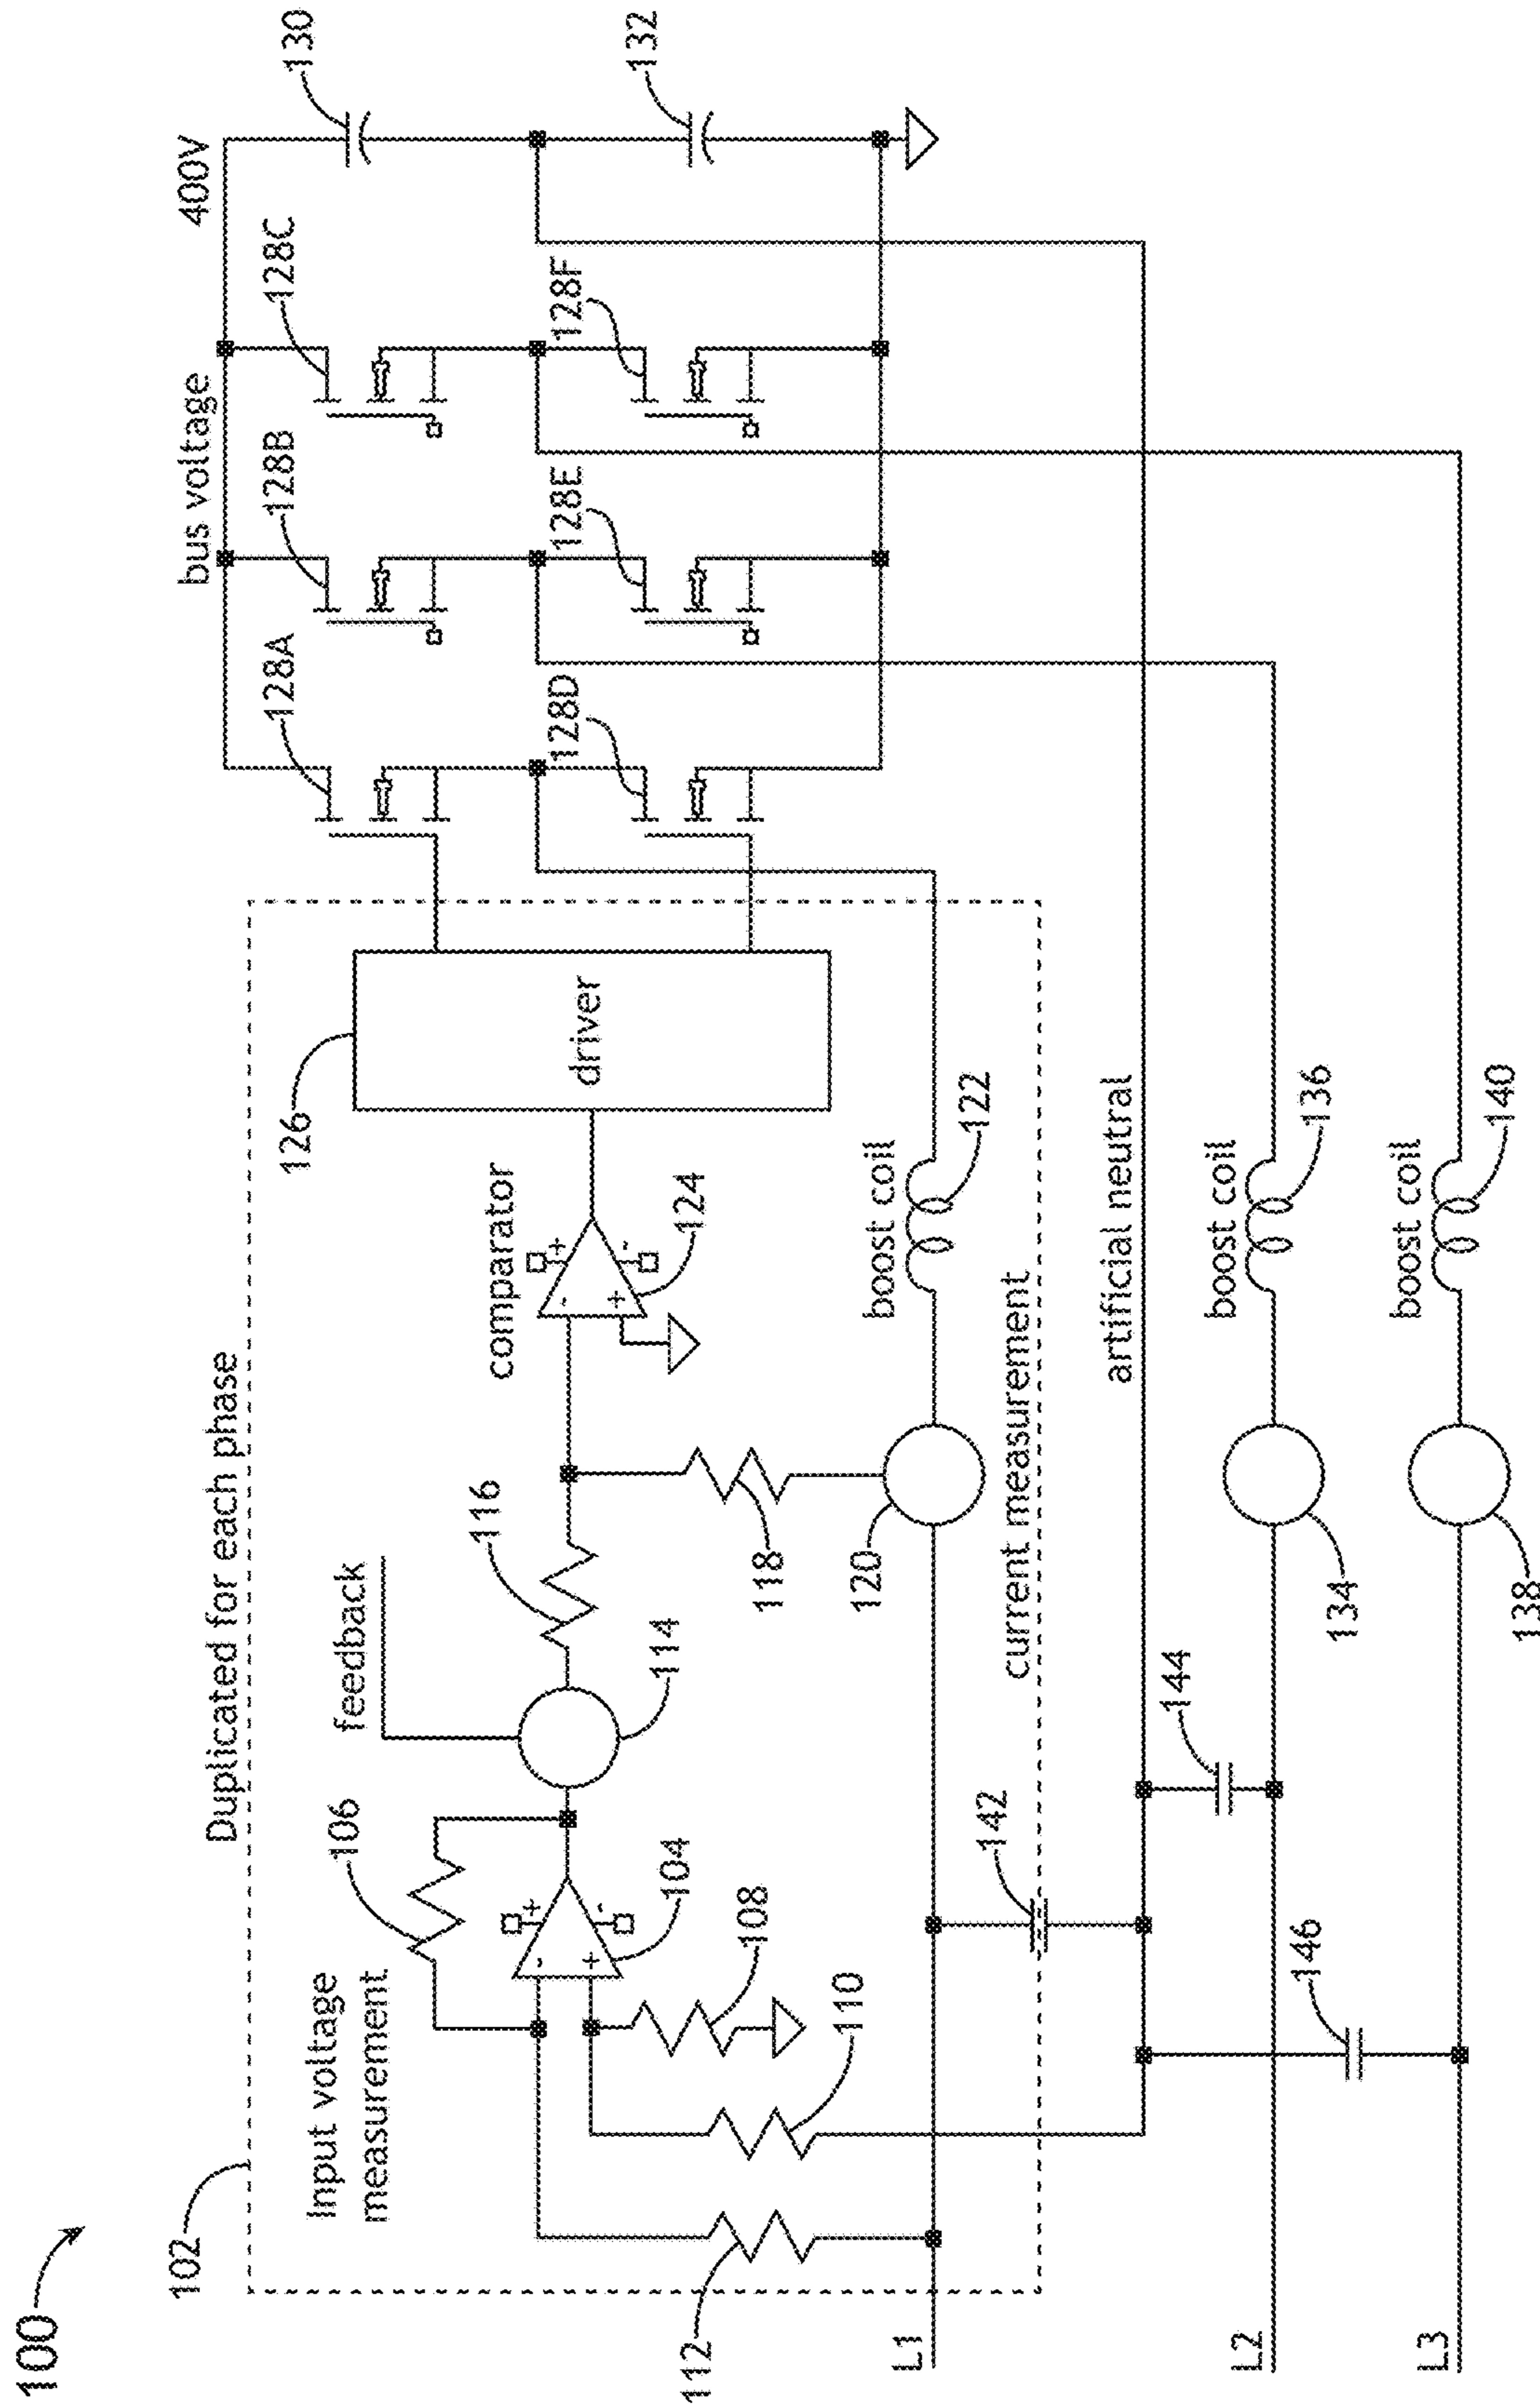 100
102
Duplicated for each phase
Input voltage
measurement
106
104
108
110
112
feedback
114
116
118
120
comparator
124
126
driver
boost coil
122
current measurement
142
bus voltage
400V
128A
128B
128C
128D
128E
128F
130
132
artificial neutral
144
146
L1
L2
L3
134
boost coil
136
138
boost coil
140
- +
- +
- +
- +